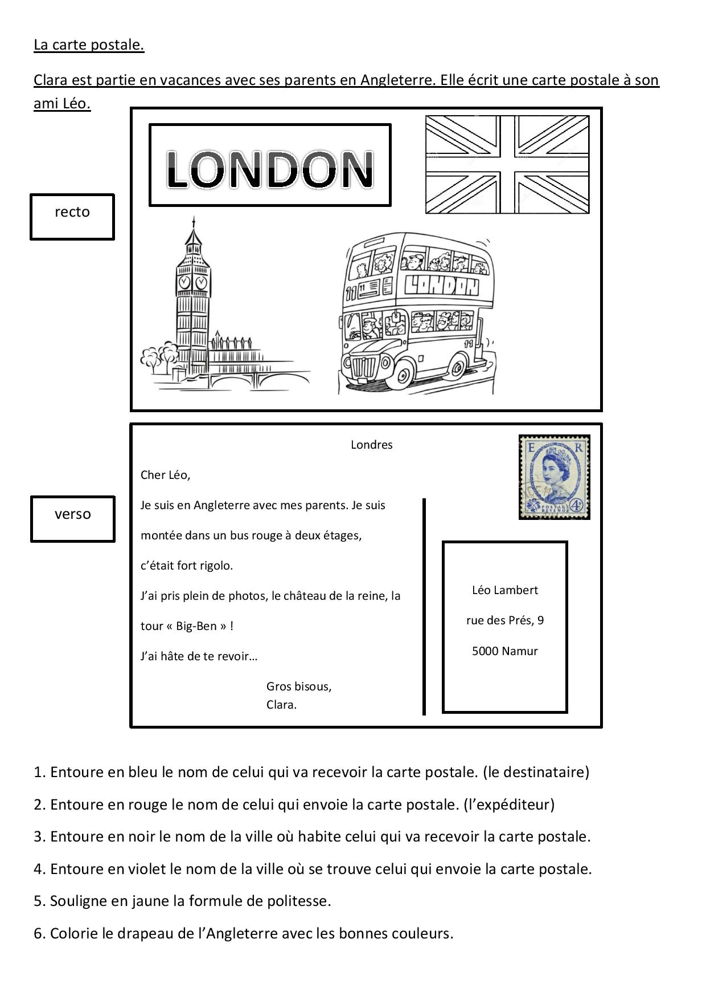 La carte postale.
Clara est partie en vacances avec ses parents en Angleterre. Elle écrit une carte postale à son
ami Léo.
LONDON
recto
11 11
LONDON
11
Londres
E R
Cher Léo,
verso
Je suis en Angleterre avec mes parents. Je suis
POSTAGE
REVENUE
4D
montée dans un bus rouge à deux étages,
c’était fort rigolo.
J’ai pris plein de photos, le château de la reine, la
tour « Big-Ben » !
J’ai hâte de te revoir…
Gros bisous,
Clara.
Léo Lambert
rue des Prés, 9
5000 Namur
1. Entoure en bleu le nom de celui qui va recevoir la carte postale. (le destinataire)
2. Entoure en rouge le nom de celui qui envoie la carte postale. (l’expéditeur)
3. Entoure en noir le nom de la ville où habite celui qui va recevoir la carte postale.
4. Entoure en violet le nom de la ville où se trouve celui qui envoie la carte postale.
5. Souligne en jaune la formule de politesse.
6. Colorie le drapeau de l’Angleterre avec les bonnes couleurs.